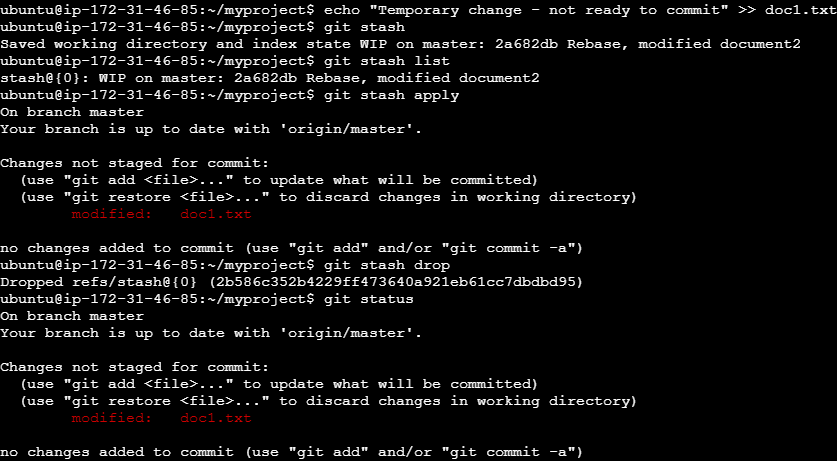 ubuntu@ip-172-31-46-85:~/myproject$ echo "Temporary change - not ready to commit" >> doc1.txt
ubuntu@ip-172-31-46-85:~/myproject$ git stash
Saved working directory and index state WIP on master: 2a682db Rebase, modified document2
ubuntu@ip-172-31-46-85:~/myproject$ git stash list
stash@{0}: WIP on master: 2a682db Rebase, modified document2
ubuntu@ip-172-31-46-85:~/myproject$ git stash apply
On branch master
Your branch is up to date with 'origin/master'.
Changes not staged for commit:
(use "git add <file>..." to update what will be committed)
(use "git restore <file>..." to discard changes in working directory)
modified: doc1.txt
no changes added to commit (use "git add" and/or "git commit -a")
ubuntu@ip-172-31-46-85:~/myproject$ git stash drop
Dropped refs/stash@{0} (2b586c352b4229ff473640a921eb61cc7dbdbd95)
ubuntu@ip-172-31-46-85:~/myproject$ git status
On branch master
Your branch is up to date with 'origin/master'.
Changes not staged for commit:
(use "git add <file>..." to update what will be committed)
(use "git restore <file>..." to discard changes in working directory)
modified: doc1.txt
no changes added to commit (use "git add" and/or "git commit -a")